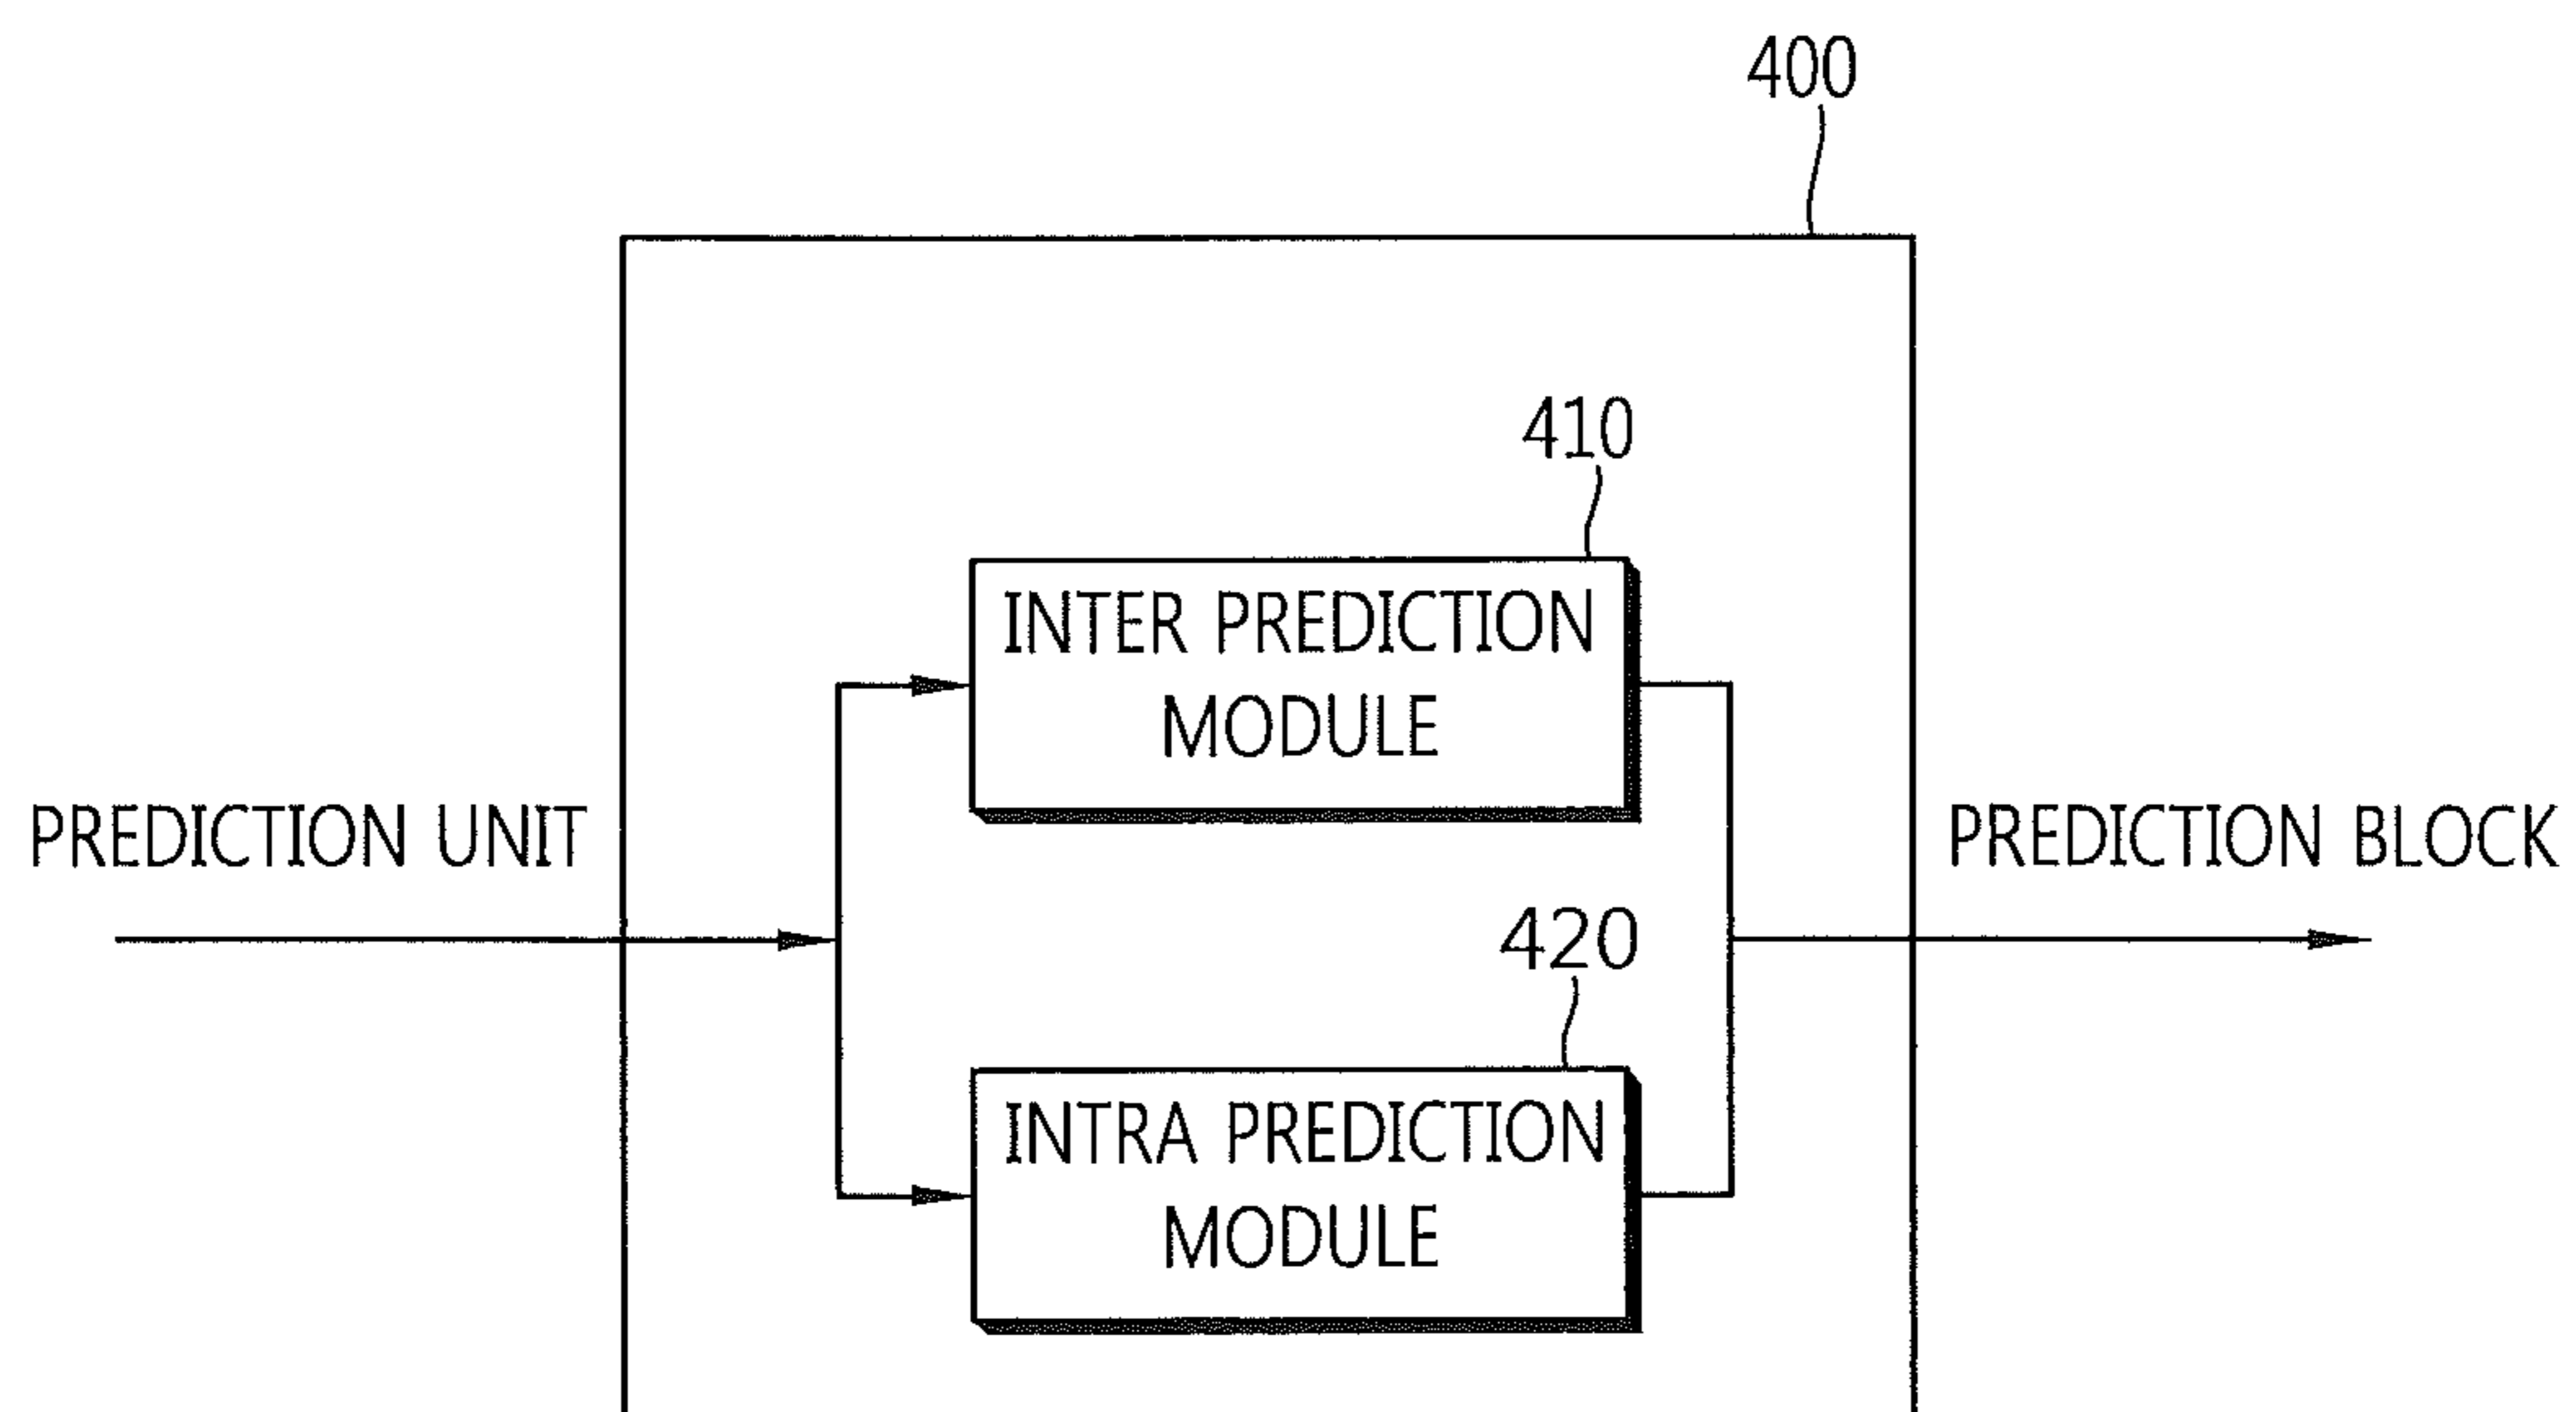 400
410
INTER PREDICTION
MODULE
PREDICTION UNIT
PREDICTION BLOCK
420
INTRA PREDICTION
MODULE